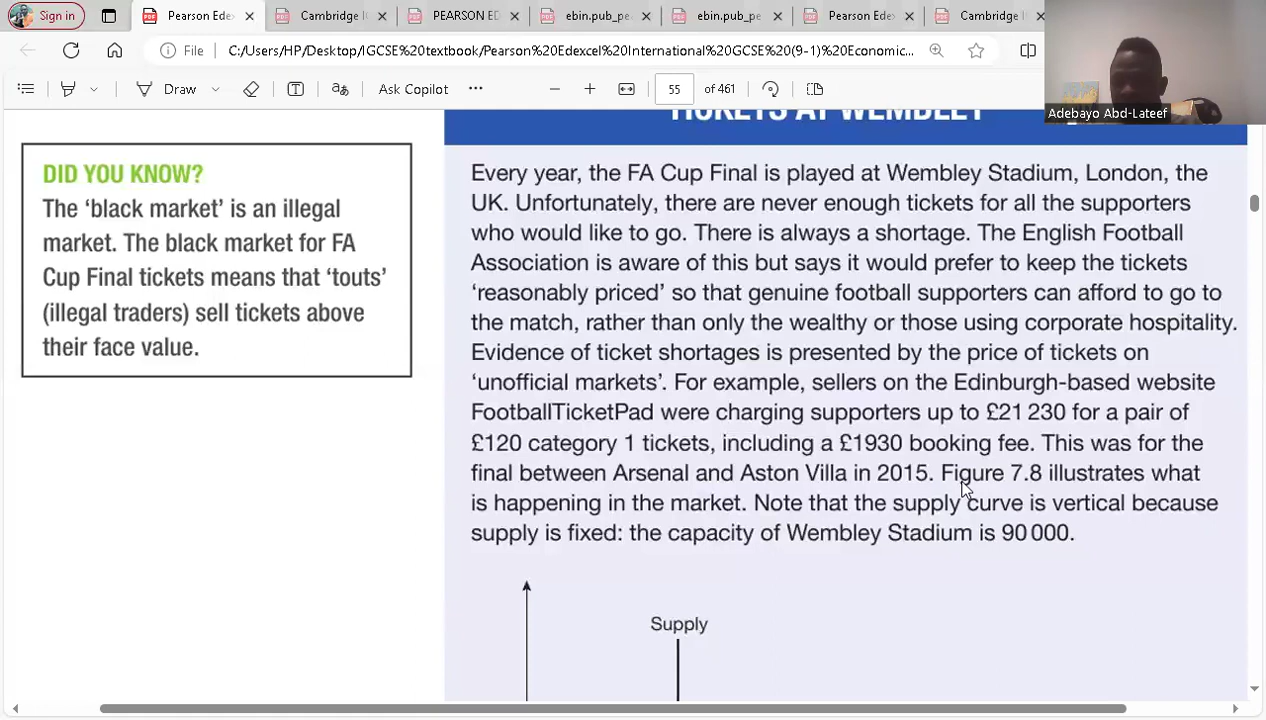 Sign in
Pearson Edex
Cambridge I
PEARSON ED
ebin.pub_pe
ebin.pub_pe
Pearson Edex
Cambridge I
File
C:/Users/HP/Desktop/IGCSE%20textbook/Pearson%20Edexcel%20International%20GCSE%20(9-1)%20Economic...
Draw
Ask Copilot
55 of 461
Adebayo Abd-Lateef
TICKETS AT WEMBLEY
DID YOU KNOW?
The ‘black market’ is an illegal
market. The black market for FA
Cup Final tickets means that ‘touts’
(illegal traders) sell tickets above
their face value.
Every year, the FA Cup Final is played at Wembley Stadium, London, the
UK. Unfortunately, there are never enough tickets for all the supporters
who would like to go. There is always a shortage. The English Football
Association is aware of this but says it would prefer to keep the tickets
‘reasonably priced’ so that genuine football supporters can afford to go to
the match, rather than only the wealthy or those using corporate hospitality.
Evidence of ticket shortages is presented by the price of tickets on
‘unofficial markets’. For example, sellers on the Edinburgh-based website
FootballTicketPad were charging supporters up to £21 230 for a pair of
£120 category 1 tickets, including a £1930 booking fee. This was for the
final between Arsenal and Aston Villa in 2015. Figure 7.8 illustrates what
is happening in the market. Note that the supply curve is vertical because
supply is fixed: the capacity of Wembley Stadium is 90 000.
Supply